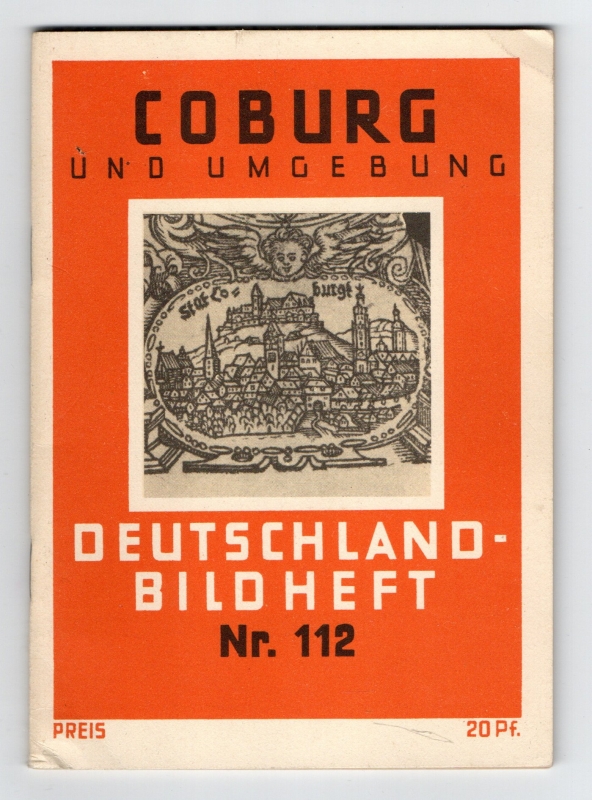 COBURG
UND UMGEBUNG
Stat Co= burgk
DEUTSCHLAND-
BILDHEFT
Nr. 112
PREIS 20 Pf.